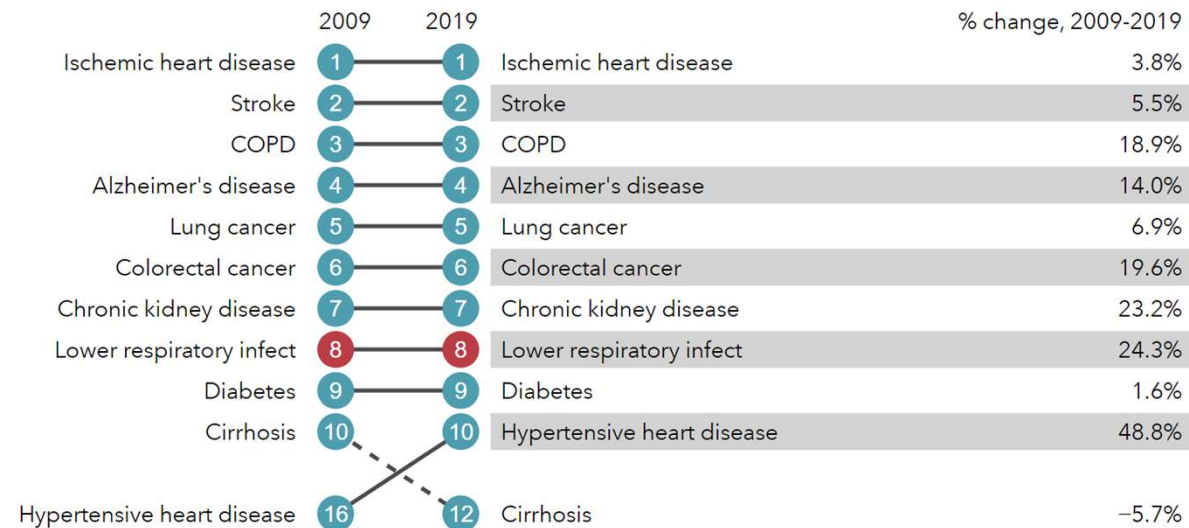 2009 2019 % change, 2009-2019
Ischemic heart disease 1 1 Ischemic heart disease 3.8%
Stroke 2 2 Stroke 5.5%
COPD 3 3 COPD 18.9%
Alzheimer's disease 4 4 Alzheimer's disease 14.0%
Lung cancer 5 5 Lung cancer 6.9%
Colorectal cancer 6 6 Colorectal cancer 19.6%
Chronic kidney disease 7 7 Chronic kidney disease 23.2%
Lower respiratory infect 8 8 Lower respiratory infect 24.3%
Diabetes 9 9 Diabetes 1.6%
Cirrhosis 10 10 Hypertensive heart disease 48.8%
Hypertensive heart disease 16 12 Cirrhosis −5.7%